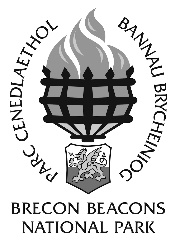 PARC CENEDLAETHOL
BANNAU BRYCHEINIOG
BRECON BEACONS
NATIONAL PARK